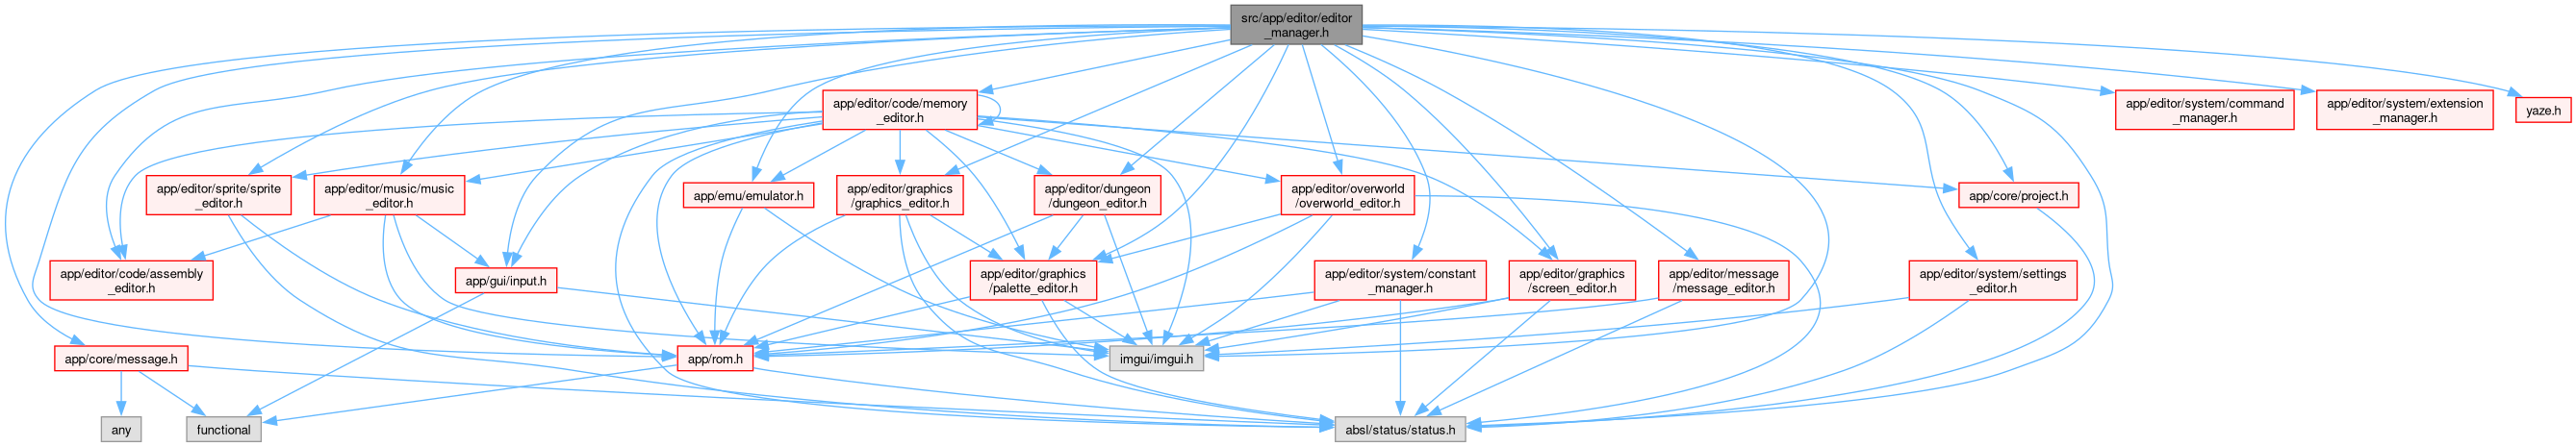 src/app/editor/editor
_manager.h
app/editor/code/memory
_editor.h
app/editor/system/command
_manager.h
app/editor/system/extension
_manager.h
yaze.h
app/editor/sprite/sprite
_editor.h
app/editor/music/music
_editor.h
app/emu/emulator.h
app/editor/graphics
/graphics_editor.h
app/editor/dungeon
/dungeon_editor.h
app/editor/overworld
/overworld_editor.h
app/core/project.h
app/editor/code/assembly
_editor.h
app/gui/input.h
app/editor/graphics
/palette_editor.h
app/editor/system/constant
_manager.h
app/editor/graphics
/screen_editor.h
app/editor/message
/message_editor.h
app/editor/system/settings
_editor.h
app/core/message.h
app/rom.h
imgui/imgui.h
any
functional
absl/status/status.h